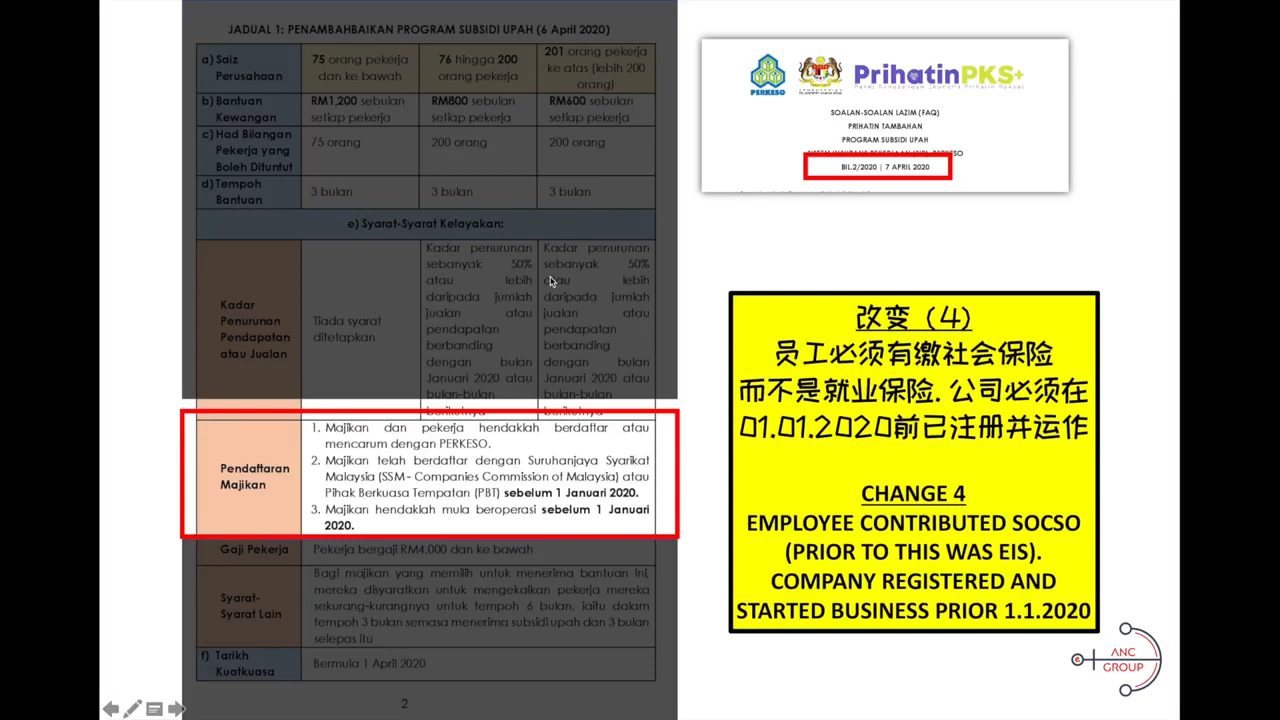 JADUAL 1: PENAMBAHBAIKAN PROGRAM SUBSIDI UPAH (6 April 2020)
a) Saiz Perusahaan
75 orang pekerja dan ke bawah
76 hingga 200 orang pekerja
201 orang pekerja ke atas (lebih 200 orang)
b) Bantuan Kewangan
RM1,200 sebulan setiap pekerja
RM800 sebulan setiap pekerja
RM600 sebulan setiap pekerja
c) Had Bilangan Pekerja yang Boleh Dituntut
75 orang
200 orang
200 orang
d) Tempoh Bantuan
3 bulan
3 bulan
3 bulan
e) Syarat-Syarat Kelayakan:
Kadar
Penurunan
Pendapatan
atau Jualan
Tiada syarat
ditetapkan
Kadar penurunan
sebanyak 50%
atau lebih
daripada jumlah
jualan atau
pendapatan
berbanding
dengan bulan
Januari 2020 atau
bulan-bulan
berikutnya
Kadar penurunan
sebanyak 50%
atau lebih
daripada jumlah
jualan atau
pendapatan
berbanding
dengan bulan
Januari 2020 atau
bulan-bulan
berikutnya
Pendaftaran
Majikan
1. Majikan dan pekerja hendaklah berdaftar atau
mencarum dengan PERKESO.
2. Majikan telah berdaftar dengan Suruhanjaya Syarikat
Malaysia (SSM - Companies Commission of Malaysia) atau
Pihak Berkuasa Tempatan (PBT) sebelum 1 Januari 2020.
3. Majikan hendaklah mula beroperasi sebelum 1 Januari
2020.
Gaji Pekerja
Pekerja bergaji RM4,000 dan ke bawah
Syarat-
Syarat Lain
Bagi majikan yang memilih untuk menerima bantuan ini,
mereka disyaratkan untuk mengekalkan pekerja mereka
sekurang-kurangnya untuk tempoh 6 bulan, iaitu dalam
tempoh 3 bulan semasa menerima subsidi upah dan 3 bulan
selepas itu
f) Tarikh
Kuatkuasa
Bermula 1 April 2020
2
PERKESO
PrihatinPKS+
SOALAN-SOALAN LAZIM (FAQ)
PRIHATIN TAMBAHAN
PROGRAM SUBSIDI UPAH
PERKESO
BIL.2/2020 | 7 APRIL 2020
改变（4）
员工必须有缴社会保险
而不是就业保险. 公司必须在
01.01.2020前已注册并运作
CHANGE 4
EMPLOYEE CONTRIBUTED SOCSO
(PRIOR TO THIS WAS EIS).
COMPANY REGISTERED AND
STARTED BUSINESS PRIOR 1.1.2020
e
ANC
GROUP